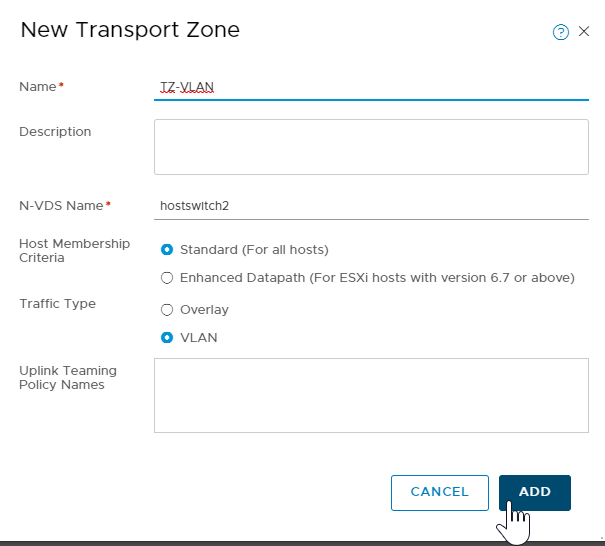 New Transport Zone
?
Name*
TZ-VLAN
Description
N-VDS Name*
hostswitch2
Host Membership
Criteria
Standard (For all hosts)
Enhanced Datapath (For ESXi hosts with version 6.7 or above)
Traffic Type
Overlay
VLAN
Uplink Teaming
Policy Names
CANCEL
ADD